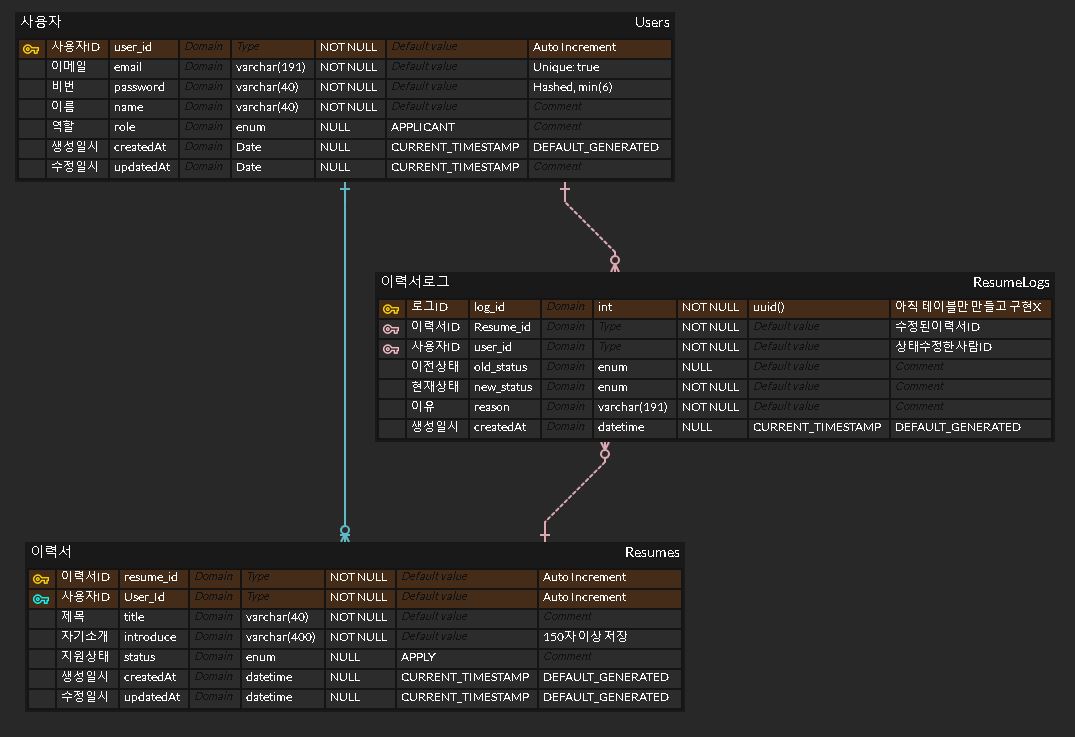 사용자 Users
사용자ID user_id Domain Type NOT NULL Default value Auto Increment
이메일 email Domain varchar(191) NOT NULL Default value Unique: true
비번 password Domain varchar(40) NOT NULL Default value Hashed, min(6)
이름 name Domain varchar(40) NOT NULL Default value Comment
역할 role Domain enum NULL APPLICANT Comment
생성일시 createdAt Domain Date NULL CURRENT_TIMESTAMP DEFAULT_GENERATED
수정일시 updatedAt Domain Date NULL CURRENT_TIMESTAMP Comment
이력서로그 ResumeLogs
로그ID log_id Domain int NOT NULL uuid() 아직 테이블만 만들고 구현X
이력서ID Resume_id Domain Type NOT NULL Default value 수정된이력서ID
사용자ID user_id Domain Type NOT NULL Default value 상태수정한사람ID
이전상태 old_status Domain enum NULL Default value Comment
현재상태 new_status Domain enum NOT NULL Default value Comment
이유 reason Domain varchar(191) NOT NULL Default value Comment
생성일시 createdAt Domain datetime NULL CURRENT_TIMESTAMP DEFAULT_GENERATED
이력서 Resumes
이력서ID resume_id Domain Type NOT NULL Default value Auto Increment
사용자ID User_Id Domain Type NOT NULL Default value Auto Increment
제목 title Domain varchar(40) NOT NULL Default value Comment
자기소개 introduce Domain varchar(400) NOT NULL Default value 150자 이상 저장
지원상태 status Domain enum NULL APPLY Comment
생성일시 createdAt Domain datetime NULL CURRENT_TIMESTAMP DEFAULT_GENERATED
수정일시 updatedAt Domain datetime NULL CURRENT_TIMESTAMP DEFAULT_GENERATED